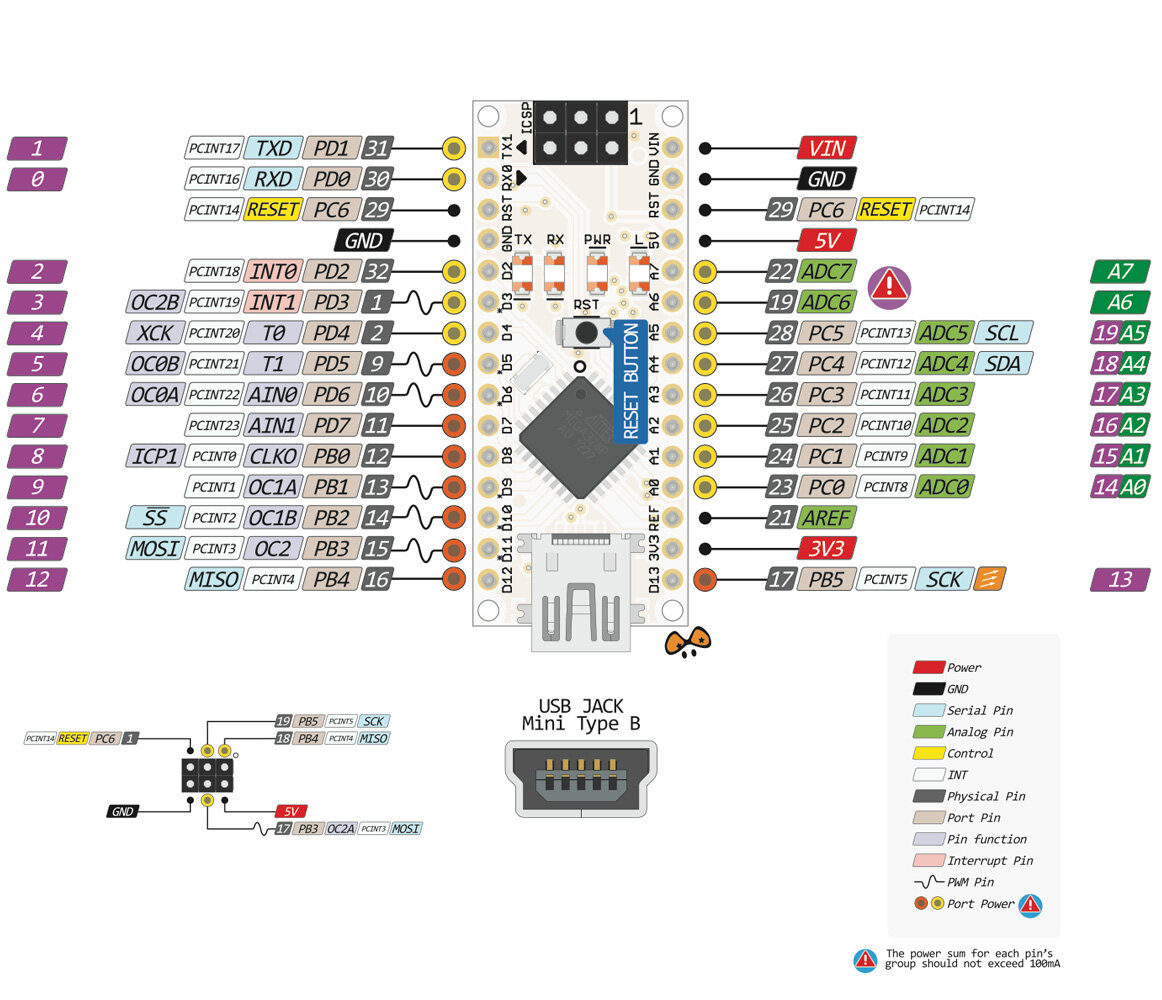 ICSP 1
1 PCINT17 TXD PD1 31 TX1 VIN VIN
0 PCINT16 RXD PD0 30 RX0 GND GND
PCINT14 RESET PC6 29 RST RST 29 PC6 RESET PCINT14
GND GND TX RX PWR L 5V 5V
2 PCINT18 INT0 PD2 32 D2 A7 22 ADC7 A7
3 OC2B PCINT19 INT1 PD3 1 *D3 RST A6 19 ADC6 A6
4 XCK PCINT20 T0 PD4 2 D4 A5 28 PC5 PCINT13 ADC5 SCL 19 A5
5 OC0B PCINT21 T1 PD5 9 *D5 A4 27 PC4 PCINT12 ADC4 SDA 18 A4
6 OC0A PCINT22 AIN0 PD6 10 *D6 RESET BUTTON A3 26 PC3 PCINT11 ADC3 17 A3
7 PCINT23 AIN1 PD7 11 D7 A2 25 PC2 PCINT10 ADC2 16 A2
8 ICP1 PCINT0 CLKO PB0 12 D8 A1 24 PC1 PCINT9 ADC1 15 A1
9 PCINT1 OC1A PB1 13 *D9 A0 23 PC0 PCINT8 ADC0 14 A0
10 SS PCINT2 OC1B PB2 14 *D10 REF 21 AREF
11 MOSI PCINT3 OC2 PB3 15 *D11 3V3 3V3
12 MISO PCINT4 PB4 16 D12 D13 17 PB5 PCINT5 SCK 13
19 PB5 PCINT5 SCK
PCINT14 RESET PC6 1 18 PB4 PCINT4 MISO
GND 5V
17 PB3 OC2A PCINT3 MOSI
USB JACK
Mini Type B
Power
GND
Serial Pin
Analog Pin
Control
INT
Physical Pin
Port Pin
Pin function
Interrupt Pin
PWM Pin
Port Power
The power sum for each pin's
group should not exceed 100mA